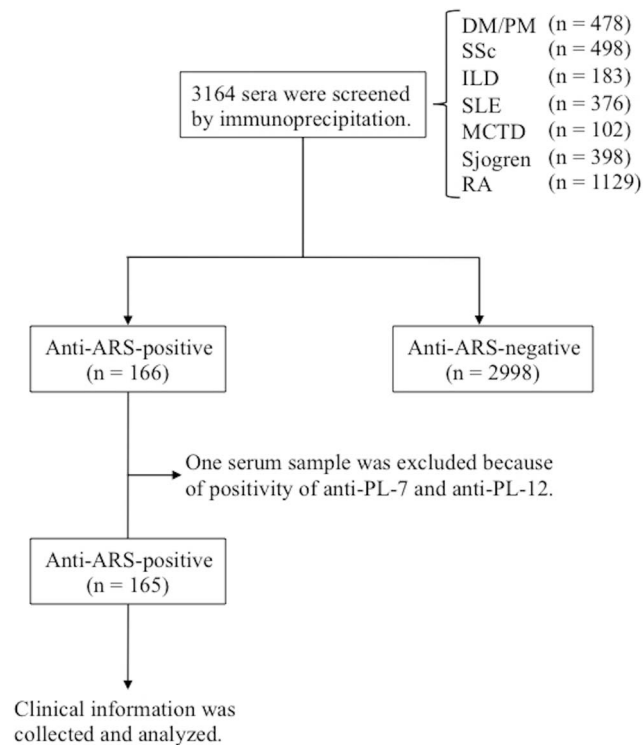 3164 sera were screened
by immunoprecipitation.
DM/PM (n = 478)
SSc (n = 498)
ILD (n = 183)
SLE (n = 376)
MCTD (n = 102)
Sjogren (n = 398)
RA (n = 1129)
Anti-ARS-positive
(n = 166)
Anti-ARS-negative
(n = 2998)
One serum sample was excluded because
of positivity of anti-PL-7 and anti-PL-12.
Anti-ARS-positive
(n = 165)
Clinical information was
collected and analyzed.